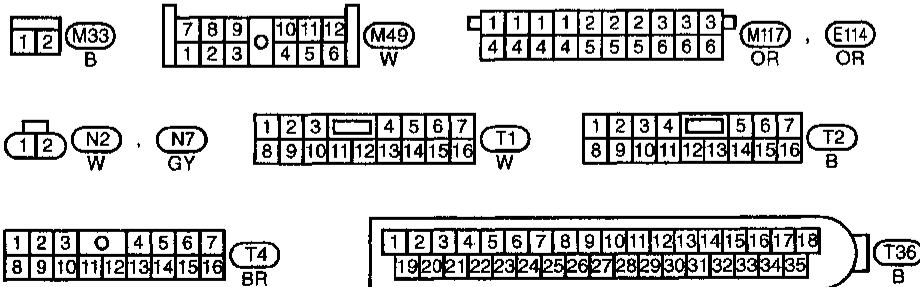 1 2 M33 B
7 8 9 10 11 12
1 2 3 4 5 6 M49 W
1 1 1 1 2 2 2 3 3 3
4 4 4 4 5 5 5 6 6 6 M117 OR , E114 OR
1 2 N2 W , N7 GY
1 2 3 4 5 6 7
8 9 10 11 12 13 14 15 16 T1 W
1 2 3 4 5 6 7
8 9 10 11 12 13 14 15 16 T2 B
1 2 3 4 5 6 7
8 9 10 11 12 13 14 15 16 T4 BR
1 2 3 4 5 6 7 8 9 10 11 12 13 14 15 16 17 18
19 20 21 22 23 24 25 26 27 28 29 30 31 32 33 34 35 T36 B